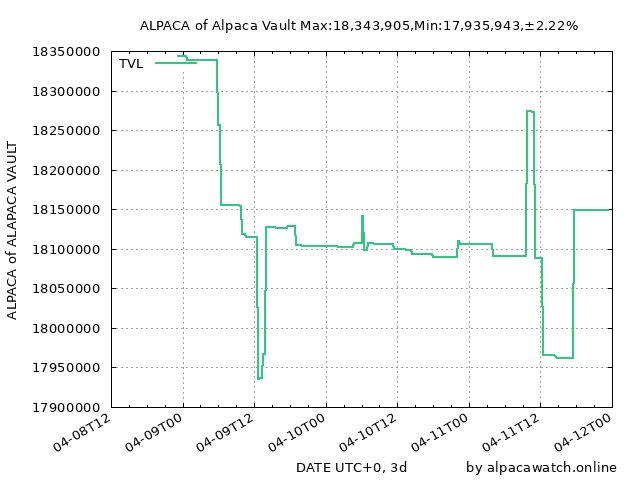 ALPACA of Alpaca Vault Max:18,343,905,Min:17,935,943,±2.22%
TVL
ALPACA of ALAPACA VAULT
18350000
18300000
18250000
18200000
18150000
18100000
18050000
18000000
17950000
17900000
04-08T12
04-09T00
04-09T12
04-10T00
04-10T12
04-11T00
04-11T12
04-12T00
DATE UTC+0, 3d
by alpacawatch.online